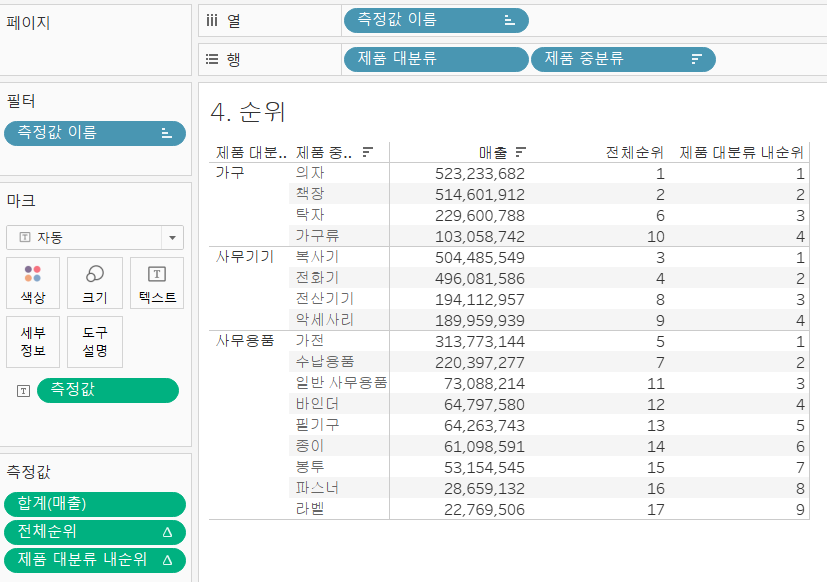 페이지
열
측정값 이름
행
제품 대분류
제품 중분류
필터
측정값 이름
마크
T 자동
색상
크기
T
텍스트
세부
정보
도구
설명
T 측정값
측정값
합계(매출)
전체순위 Δ
제품 대분류 내순위 Δ
4. 순위
제품 대분.. 제품 중.. 매출 전체순위 제품 대분류 내순위
가구 의자 523,233,682 1 1
책장 514,601,912 2 2
탁자 229,600,788 6 3
가구류 103,058,742 10 4
사무기기 복사기 504,485,549 3 1
전화기 496,081,586 4 2
전산기기 194,112,957 8 3
악세사리 189,959,939 9 4
사무용품 가전 313,773,144 5 1
수납용품 220,397,277 7 2
일반 사무용품 73,088,214 11 3
바인더 64,797,580 12 4
필기구 64,263,743 13 5
종이 61,098,591 14 6
봉투 53,154,545 15 7
파스너 28,659,132 16 8
라벨 22,769,506 17 9